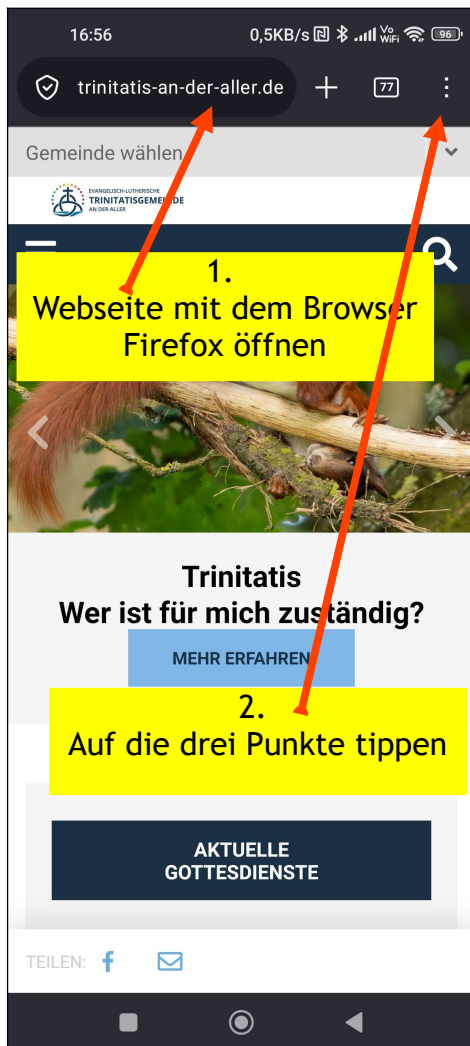 16:56
0,5KB/s
Vo
WiFi
96
trinitatis-an-der-aller.de
77
Gemeinde wählen
EVANGELISCH-LUTHERISCHE
TRINITATISGEMEINDE
AN DER ALLER
1.
Webseite mit dem Browser
Firefox öffnen
Trinitatis
Wer ist für mich zuständig?
MEHR ERFAHREN
2.
Auf die drei Punkte tippen
AKTUELLE
GOTTESDIENSTE
TEILEN: